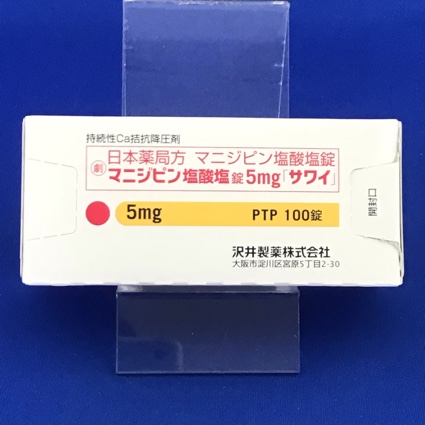 持続性Ca拮抗降圧剤
日本薬局方 マニジピン塩酸塩錠
劇 マニジピン塩酸塩錠5mg「サワイ」
5mg PTP 100錠
開封口
沢井製薬株式会社
大阪市淀川区宮原5丁目2-30